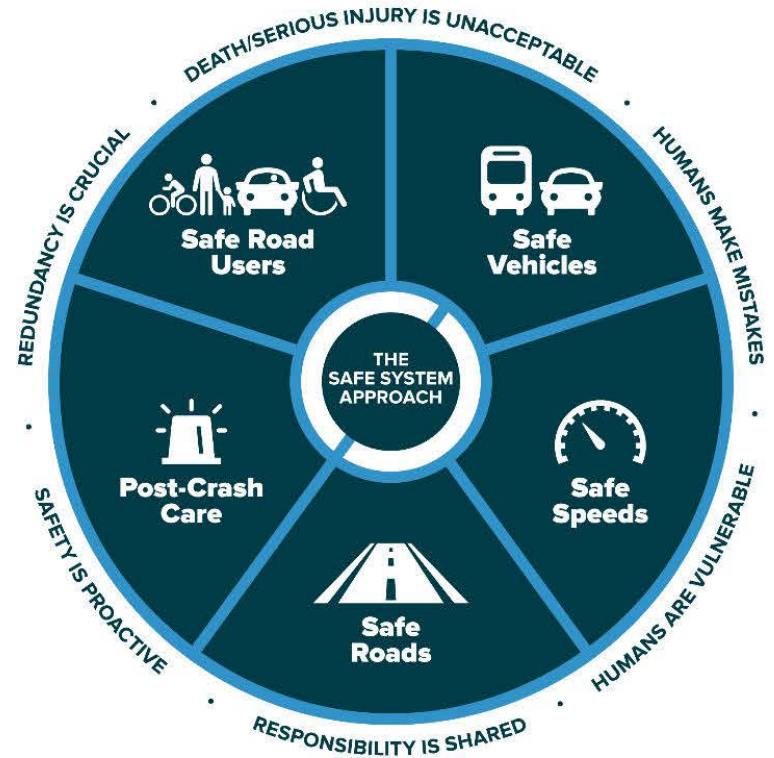 DEATH/SERIOUS INJURY IS UNACCEPTABLE
HUMANS MAKE MISTAKES
HUMANS ARE VULNERABLE
RESPONSIBILITY IS SHARED
SAFETY IS PROACTIVE
REDUNDANCY IS CRUCIAL
Safe Road
Users
Safe
Vehicles
THE
SAFE SYSTEM
APPROACH
Safe
Speeds
Safe
Roads
Post-Crash
Care